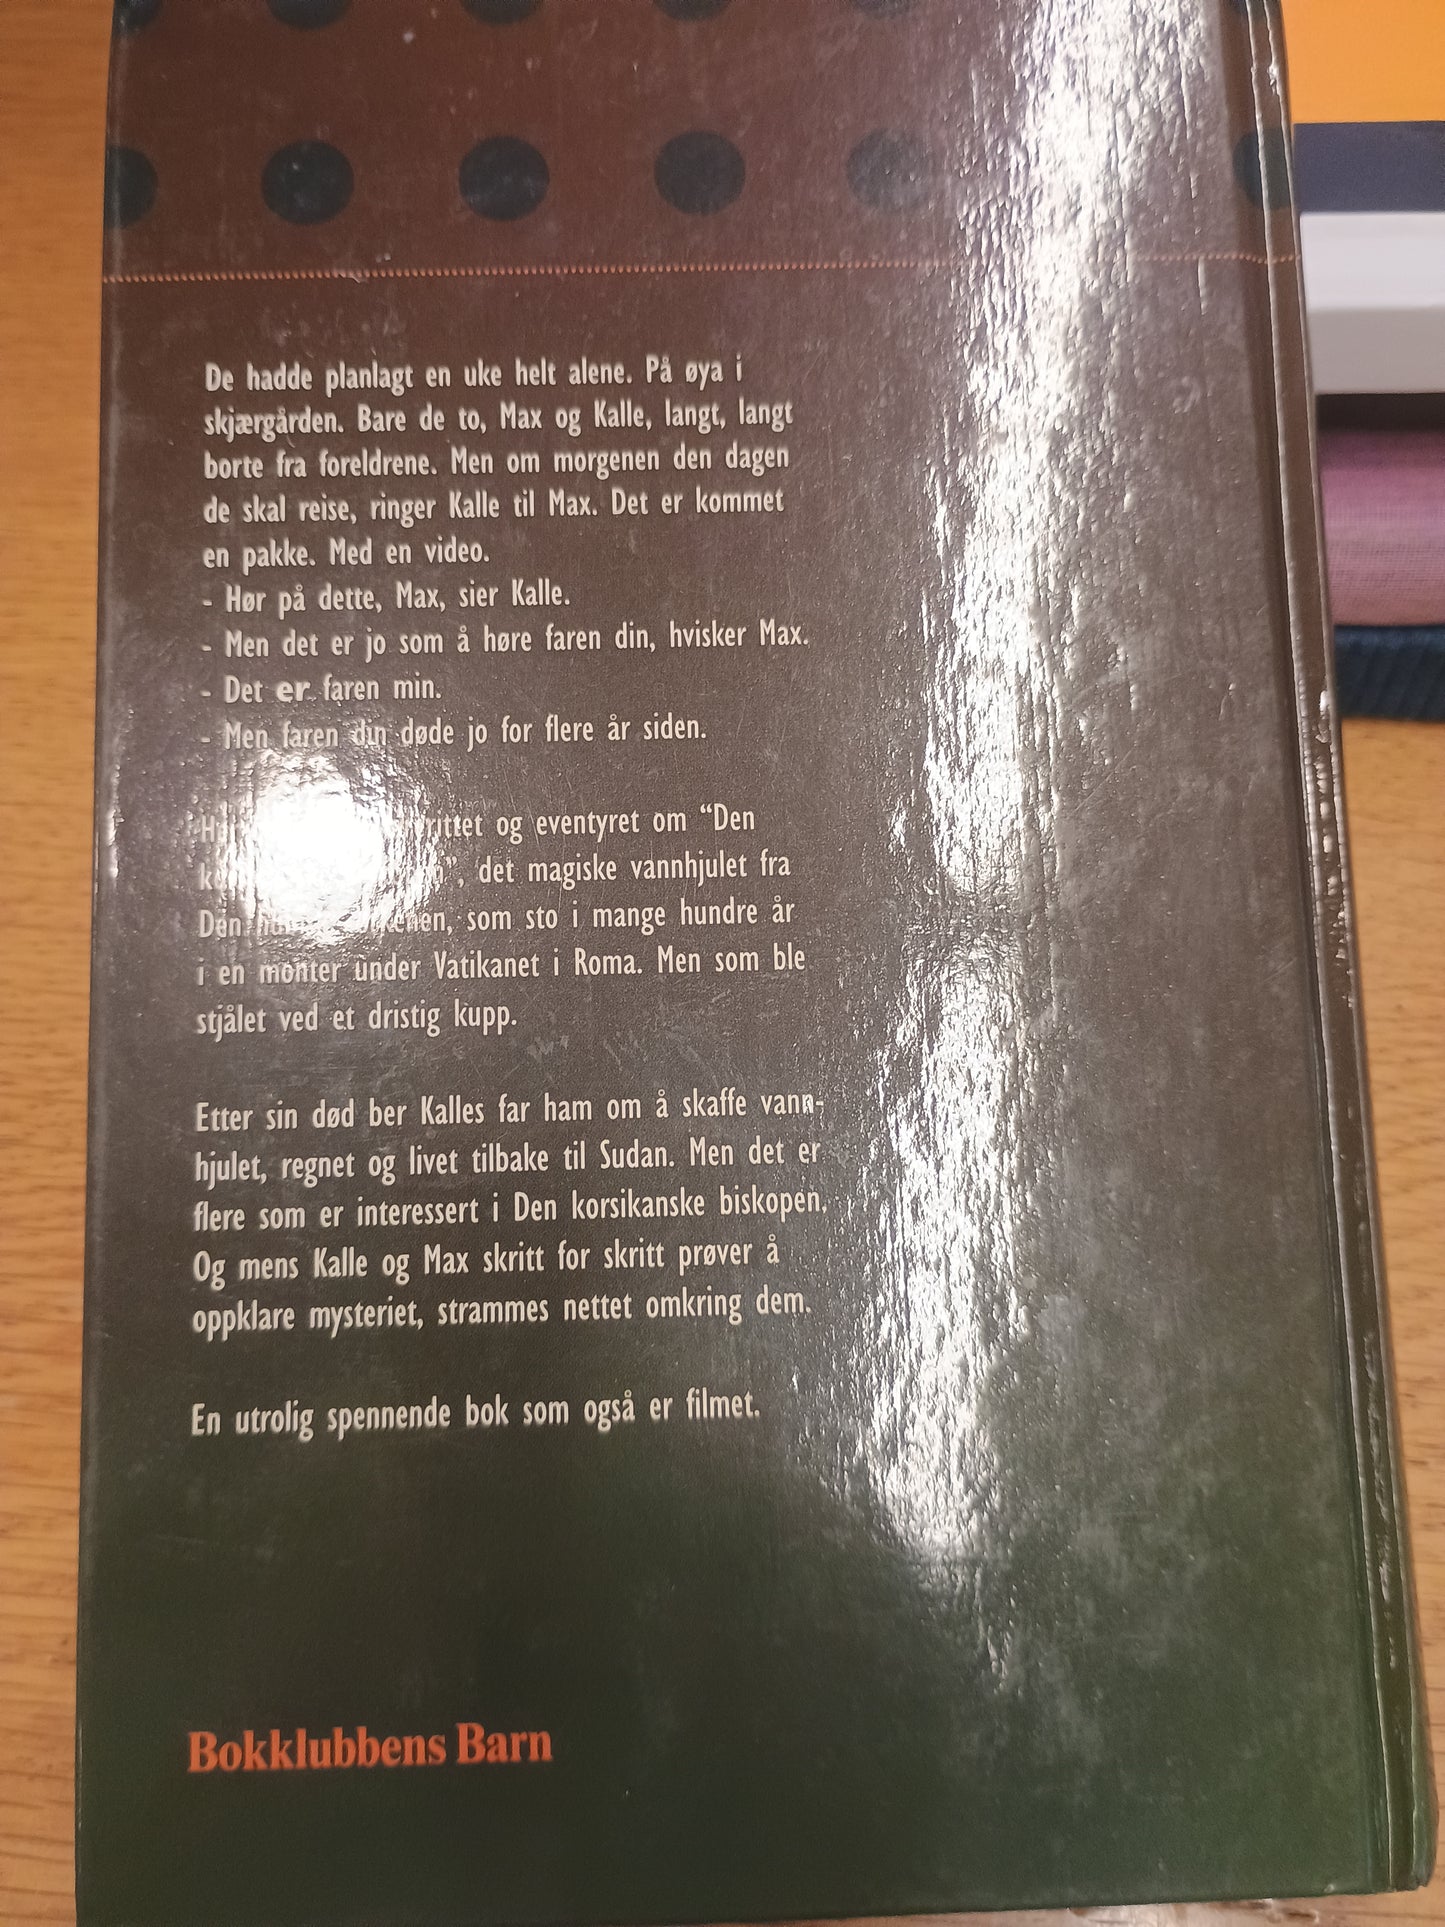 De hadde planlagt en uke helt alene. På øya i
skjærgården. Bare de to, Max og Kalle, langt, langt
borte fra foreldrene. Men om morgenen den dagen
de skal reise, ringer Kalle til Max. Det er kommet
en pakke. Med en video.
- Hør på dette, Max, sier Kalle.
- Men det er jo som å høre faren din, hvisker Max.
- Det er faren min.
- Men faren din døde jo for flere år siden.
og eventyret om “Den
det magiske vannhjulet fra
Den som sto i mange hundre år
i en monter under Vatikanet i Roma. Men som ble
stjålet ved et dristig kupp.
Etter sin død ber Kalles far ham om å skaffe vann-
hjulet, regnet og livet tilbake til Sudan. Men det er
flere som er interessert i Den korsikanske biskopen.
Og mens Kalle og Max skritt for skritt prøver å
oppklare mysteriet, strammes nettet omkring dem.
En utrolig spennende bok som også er filmet.
Bokklubbens Barn